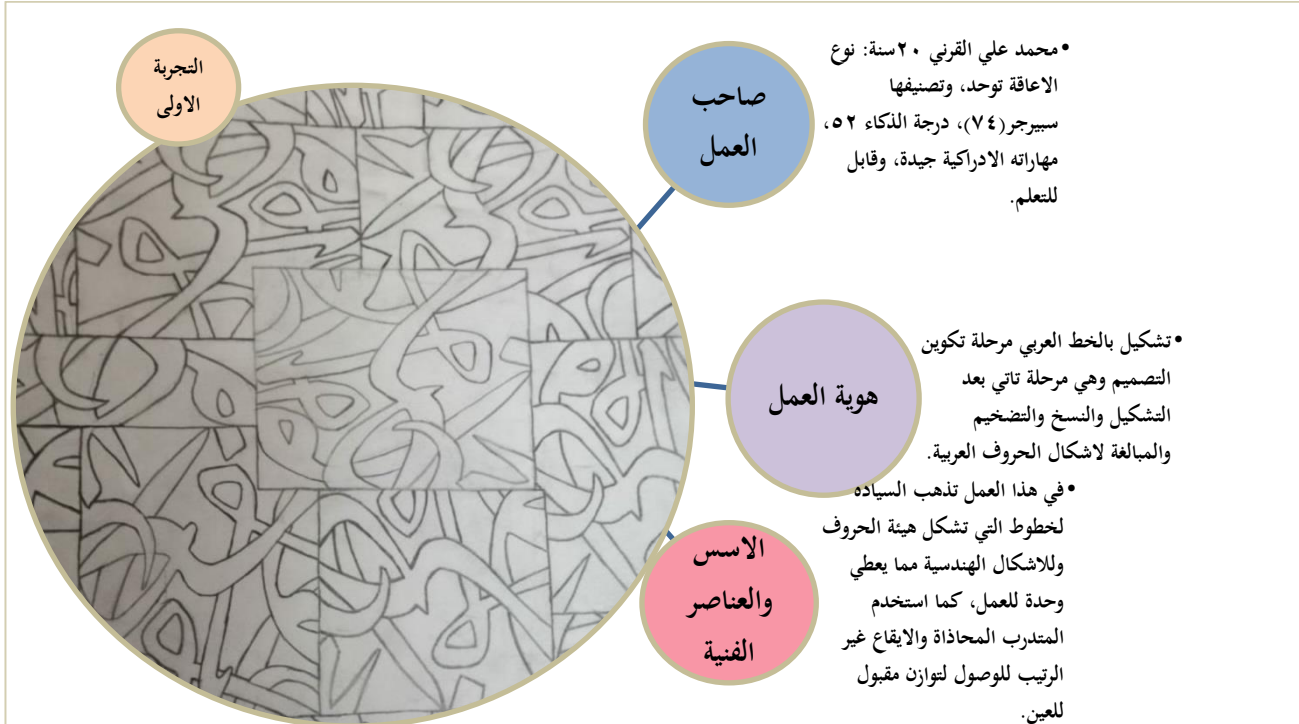 التجربة
الاولى
صاحب
العمل
•محمد علي القرني ٢٠سنة: نوع
الاعاقة توحد، وتصنيفها
سبيرجر(٧٤)، درجة الذكاء ٥٢،
مهاراته الادراكية جيدة، وقابل
للتعلم.
هوية العمل
•تشكيل بالخط العربي مرحلة تكوين
التصميم وهي مرحلة تاتي بعد
التشكيل والنسخ والتضخيم
والمبالغة لاشكال الحروف العربية.
الاسس
والعناصر
الفنية
•في هذا العمل تذهب السيادة
لخطوط التي تشكل هيئة الحروف
وللاشكال الهندسية مما يعطي
وحدة للعمل، كما استخدم
المتدرب المحاذاة والايقاع غير
الرتيب للوصول لتوازن مقبول
للعين.